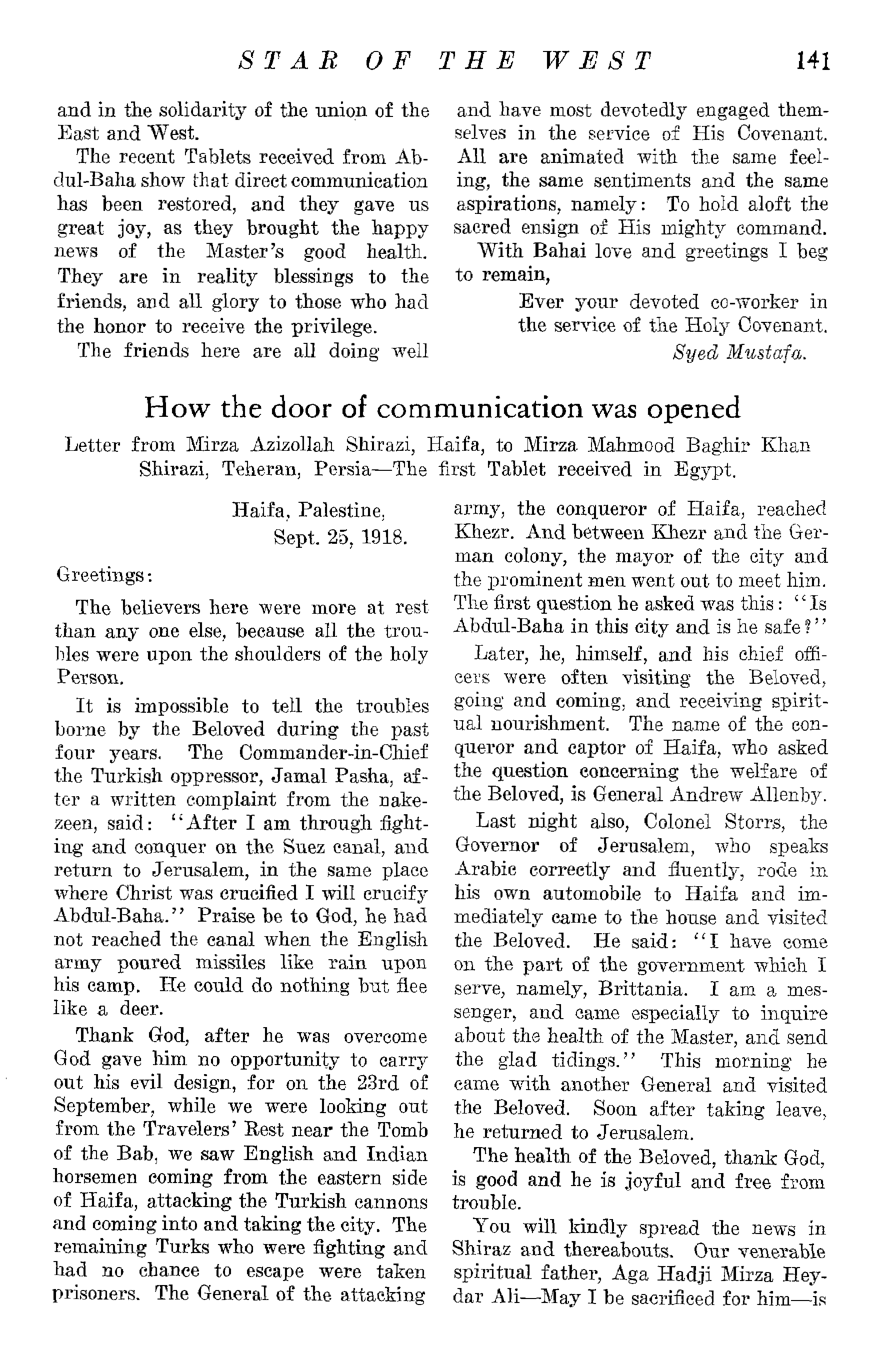 STAR OF THE WEST 141
and in the solidarity of the union of the
East and West.
The recent Tablets received from Ab-
dul-Baha show that direct communication
has been restored, and they gave us
great joy, as they brought the happy
news of the Master's good health.
They are in reality blessings to the
friends, and all glory to those who had
the honor to receive the privilege.
The friends here are all doing well
and have most devotedly engaged them-
selves in the service of His Covenant.
All are animated with the same feel-
ing, the same sentiments and the same
aspirations, namely: To hold aloft the
sacred ensign of His mighty command.
With Bahai love and greetings I beg
to remain,
Ever your devoted co-worker in
the service of the Holy Covenant.
Syed Mustafa.
How the door of communication was opened
Letter from Mirza Azizollah Shirazi, Haifa, to Mirza Mahmood Baghir Khan
Shirazi, Teheran, Persia—The first Tablet received in Egypt.
Haifa, Palestine,
Sept. 25, 1918.
Greetings:
The believers here were more at rest
than any one else, because all the trou-
bles were upon the shoulders of the holy
Person.
It is impossible to tell the troubles
borne by the Beloved during the past
four years. The Commander-in-Chief
the Turkish oppressor, Jamal Pasha, af-
ter a written complaint from the nake-
zeen, said: "After I am through fight-
ing and conquer on the Suez canal, and
return to Jerusalem, in the same place
where Christ was crucified I will crucify
Abdul-Baha." Praise be to God, he had
not reached the canal when the English
army poured missiles like rain upon
his camp. He could do nothing but flee
like a deer.
Thank God, after he was overcome
God gave him no opportunity to carry
out his evil design, for on the 23rd of
September, while we were looking out
from the Travelers' Rest near the Tomb
of the Bab, we saw English and Indian
horsemen coming from the eastern side
of Haifa, attacking the Turkish cannons
and coming into and taking the city. The
remaining Turks who were fighting and
had no chance to escape were taken
prisoners. The General of the attacking
army, the conqueror of Haifa, reached
Khezr. And between Khezr and the Ger-
man colony, the mayor of the city and
the prominent men went out to meet him.
The first question he asked was this: "Is
Abdul-Baha in this city and is he safe?"
Later, he, himself, and his chief offi-
cers were often visiting the Beloved,
going and coming, and receiving spirit-
ual nourishment. The name of the con-
queror and captor of Haifa, who asked
the question concerning the welfare of
the Beloved, is General Andrew Allenby.
Last night also, Colonel Storrs, the
Governor of Jerusalem, who speaks
Arabic correctly and fluently, rode in
his own automobile to Haifa and im-
mediately came to the house and visited
the Beloved. He said: "I have come
on the part of the government which I
serve, namely, Brittania. I am a mes-
senger, and came especially to inquire
about the health of the Master, and send
the glad tidings." This morning he
came with another General and visited
the Beloved. Soon after taking leave,
he returned to Jerusalem.
The health of the Beloved, thank God,
is good and he is joyful and free from
trouble.
You will kindly spread the news in
Shiraz and thereabouts. Our venerable
spiritual father, Aga Hadji Mirza Hey-
dar Ali—May I be sacrificed for him—is